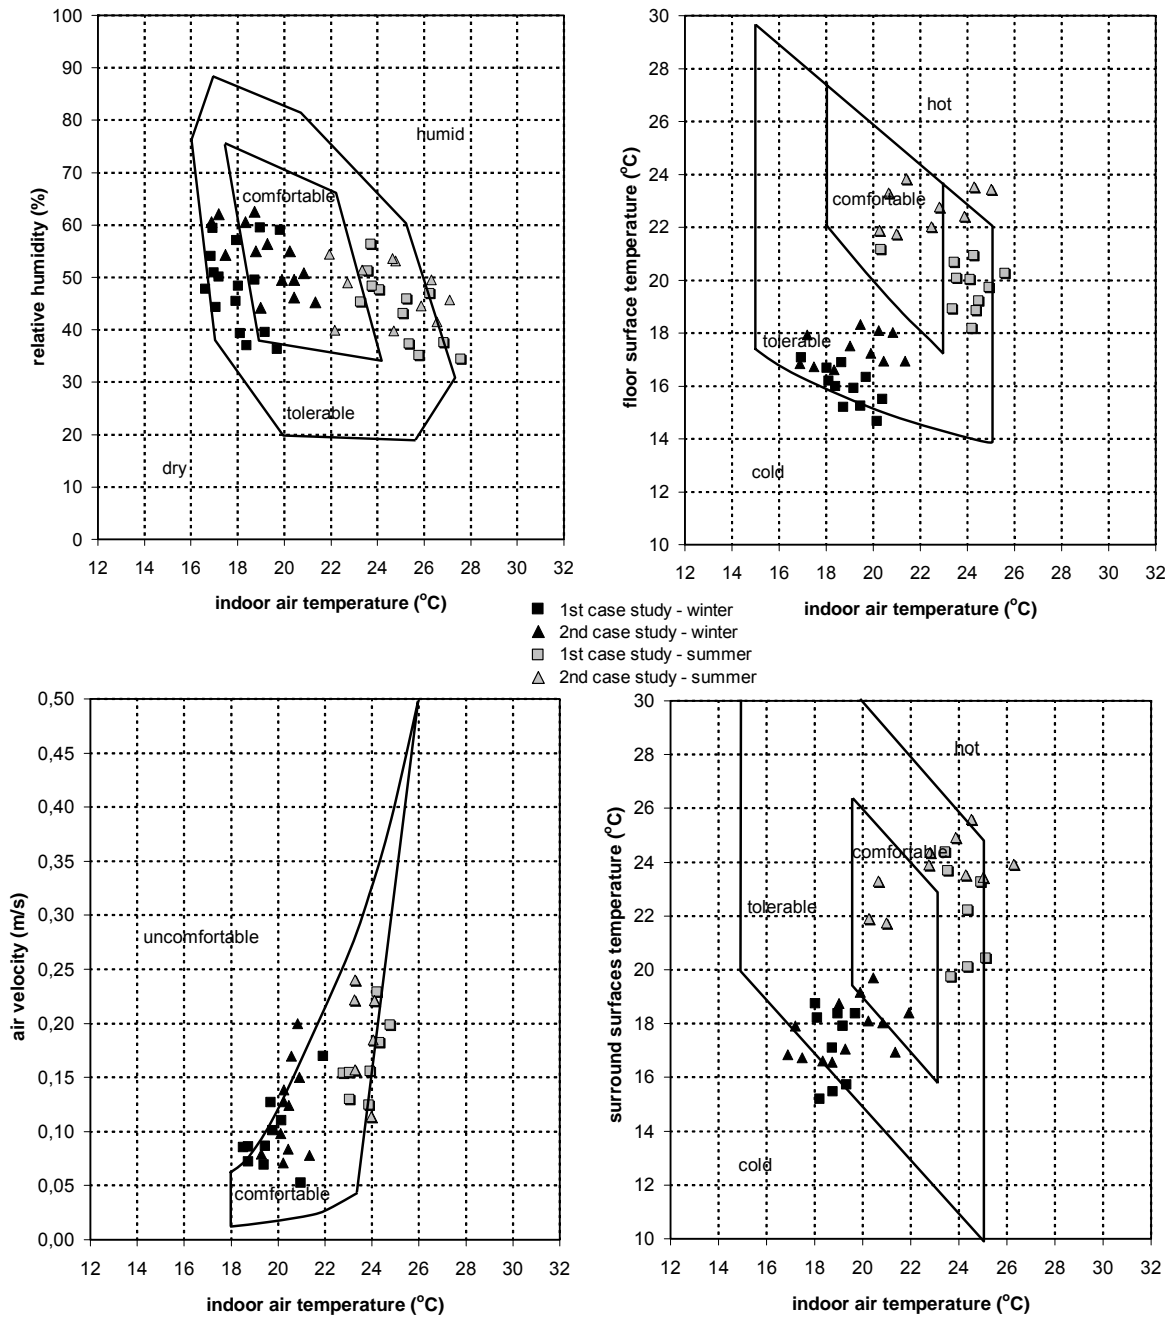 100
90
80
70
60
50
40
30
20
10
0
relative humidity (%)
humid
comfortable
tolerable
dry
12 14 16 18 20 22 24 26 28 30 32
indoor air temperature (°C)
30
28
26
24
22
20
18
16
14
12
10
floor surface temperature (°C)
hot
comfortable
tolerable
cold
12 14 16 18 20 22 24 26 28 30 32
indoor air temperature (°C)
1st case study - winter
2nd case study - winter
1st case study - summer
2nd case study - summer
0,50
0,40
0,35
0,30
0,25
0,20
0,15
0,10
0,05
0,00
air velocity (m/s)
uncomfortable
comfortable
12 14 16 18 20 22 24 26 28 30 32
indoor air temperature (°C)
30
28
26
24
22
20
18
16
14
12
10
surround surfaces temperature (°C)
hot
comfortable
tolerable
cold
12 14 16 18 20 22 24 26 28 30 32
indoor air temperature (°C)